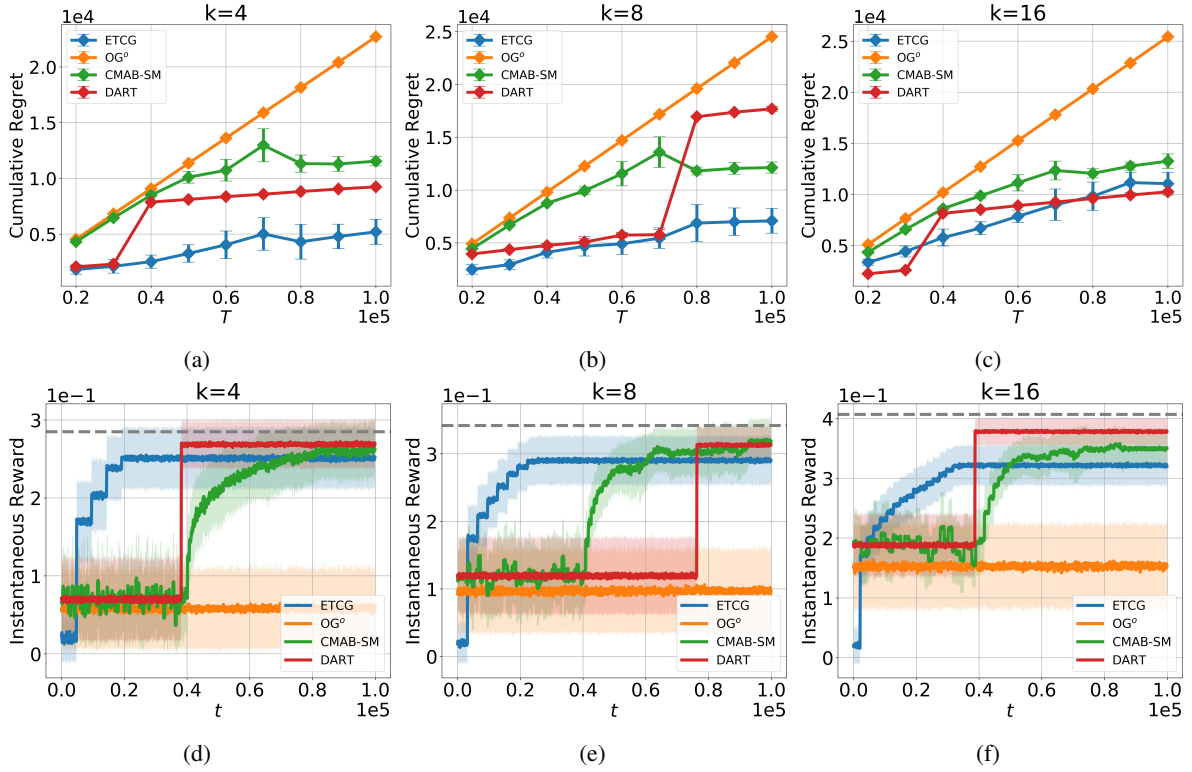 k=4
1e4
Cumulative Regret
2.0
1.5
1.0
0.5
ETCG
OGᵒ
CMAB-SM
DART
0.2 0.4 0.6 0.8 1.0
T
1e5
(a)
k=8
1e4
Cumulative Regret
2.5
2.0
1.5
1.0
0.5
ETCG
OGᵒ
CMAB-SM
DART
0.2 0.4 0.6 0.8 1.0
T
1e5
(b)
k=16
1e4
Cumulative Regret
2.5
2.0
1.5
1.0
0.5
ETCG
OGᵒ
CMAB-SM
DART
0.2 0.4 0.6 0.8 1.0
T
1e5
(c)
k=4
1e−1
Instantaneous Reward
3
2
1
0
ETCG
OGᵒ
CMAB-SM
DART
0.0 0.2 0.4 0.6 0.8 1.0
t
1e5
(d)
k=8
1e−1
Instantaneous Reward
3
2
1
0
ETCG
OGᵒ
CMAB-SM
DART
0.0 0.2 0.4 0.6 0.8 1.0
t
1e5
(e)
k=16
1e−1
Instantaneous Reward
4
3
2
1
0
ETCG
OGᵒ
CMAB-SM
DART
0.0 0.2 0.4 0.6 0.8 1.0
t
1e5
(f)